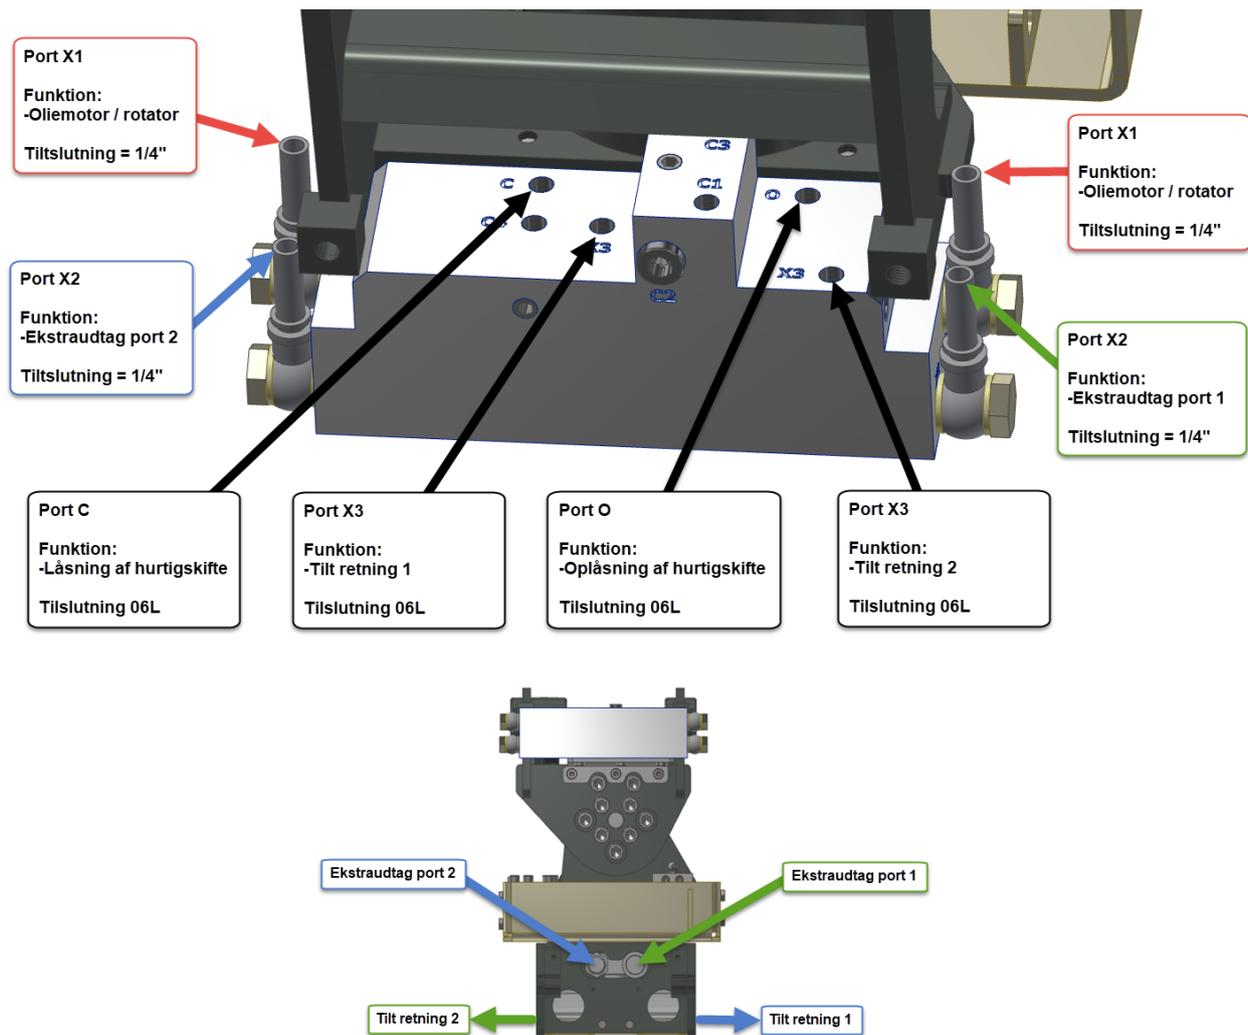 Port X1
Funktion:
-Oliemotor / rotator
Tiltslutning = 1/4"
Port X1
Funktion:
-Oliemotor / rotator
Tiltslutning = 1/4"
C3
C
C1
O
X3
X3
C2
Port X2
Funktion:
-Ekstraudtag port 2
Tiltslutning = 1/4"
Port X2
Funktion:
-Ekstraudtag port 1
Tiltslutning = 1/4"
Port C
Funktion:
-Låsning af hurtigskifte
Tilslutning 06L
Port X3
Funktion:
-Tilt retning 1
Tilslutning 06L
Port O
Funktion:
-Oplåsning af hurtigskifte
Tilslutning 06L
Port X3
Funktion:
-Tilt retning 2
Tilslutning 06L
Ekstraudtag port 2
Ekstraudtag port 1
Tilt retning 2
Tilt retning 1